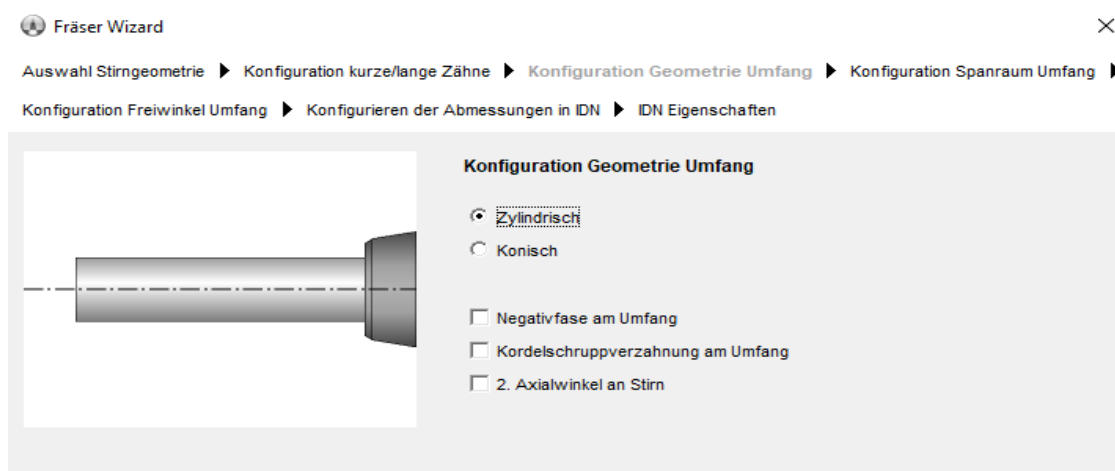 Fräser Wizard
Auswahl Stirngeometrie ▶ Konfiguration kurze/lange Zähne ▶ Konfiguration Geometrie Umfang ▶ Konfiguration Spanraum Umfang ▶
Konfiguration Freiwinkel Umfang ▶ Konfigurieren der Abmessungen in IDN ▶ IDN Eigenschaften
Konfiguration Geometrie Umfang
Zylindrisch
Konisch
Negativfase am Umfang
Kordelschruppverzahnung am Umfang
2. Axialwinkel an Stirn